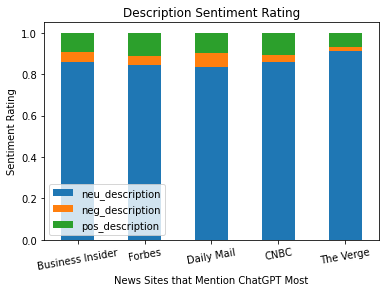 Description Sentiment Rating
Sentiment Rating
1.0
0.8
0.6
0.4
0.2
0.0
neu_description
neg_description
pos_description
Business Insider
Forbes
Daily Mail
CNBC
The Verge
News Sites that Mention ChatGPT Most